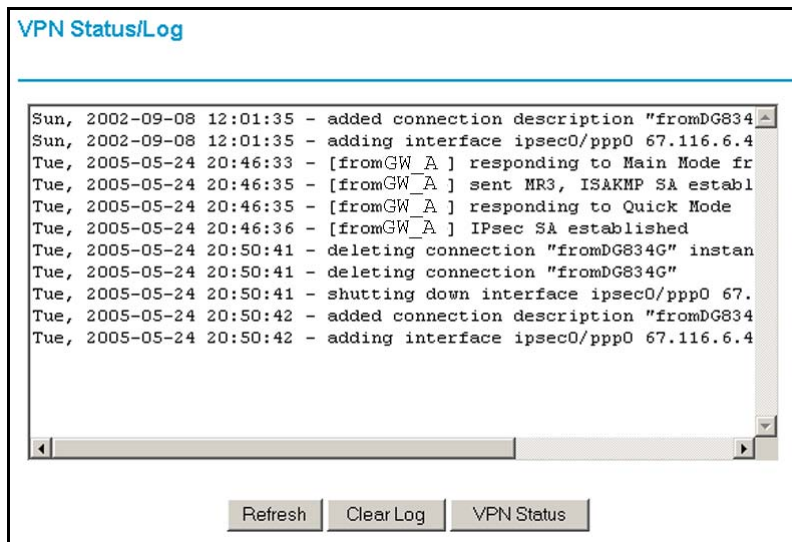 VPN Status/Log
Sun, 2002-09-08 12:01:35 - added connection description "fromDG834
Sun, 2002-09-08 12:01:35 - adding interface ipsec0/ppp0 67.116.6.4
Tue, 2005-05-24 20:46:33 - [fromGW_A ] responding to Main Mode fr
Tue, 2005-05-24 20:46:35 - [fromGW_A ] sent MR3, ISAKMP SA establ
Tue, 2005-05-24 20:46:35 - [fromGW_A ] responding to Quick Mode
Tue, 2005-05-24 20:46:36 - [fromGW_A ] IPsec SA established
Tue, 2005-05-24 20:50:41 - deleting connection "fromDG834G" instan
Tue, 2005-05-24 20:50:41 - deleting connection "fromDG834G"
Tue, 2005-05-24 20:50:41 - shutting down interface ipsec0/ppp0 67.
Tue, 2005-05-24 20:50:42 - added connection description "fromDG834
Tue, 2005-05-24 20:50:42 - adding interface ipsec0/ppp0 67.116.6.4
Refresh Clear Log VPN Status